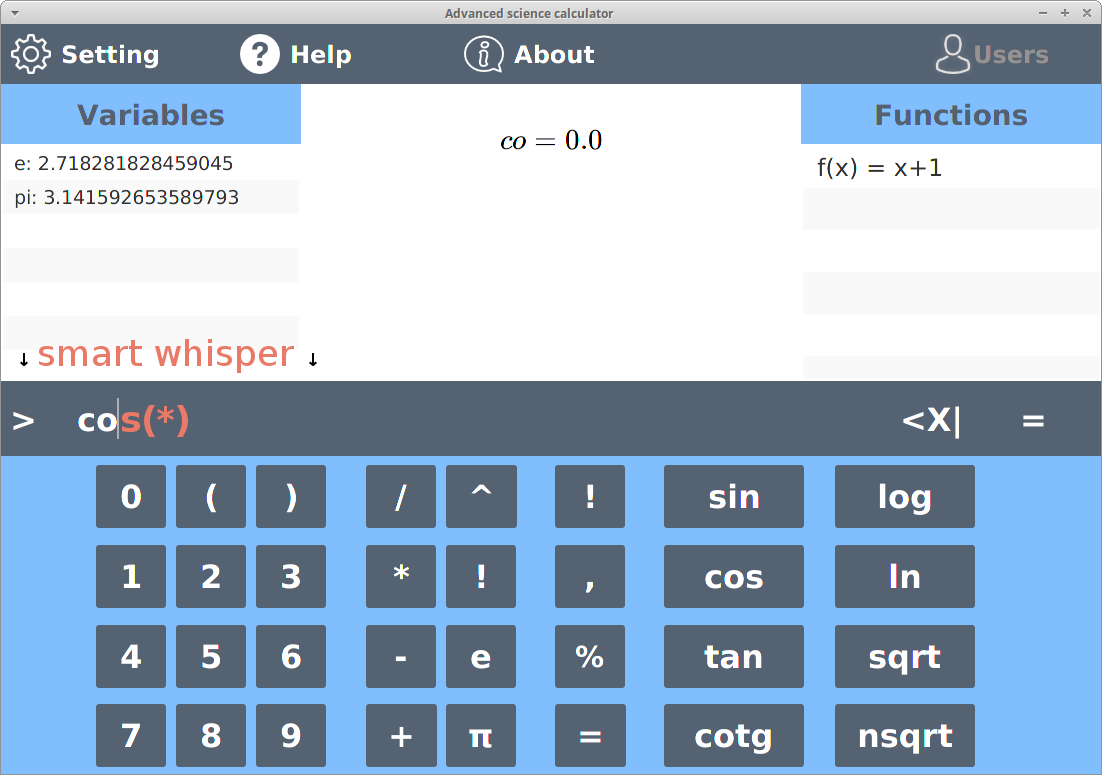 Advanced science calculator
Setting Help About Users
Variables
e: 2.718281828459045
pi: 3.141592653589793
co = 0.0
Functions
f(x) = x+1
↓ smart whisper ↓
> cos(*) <X| =
0 ( ) / ^ ! sin log
1 2 3 * ! , cos ln
4 5 6 - e % tan sqrt
7 8 9 + π = cotg nsqrt